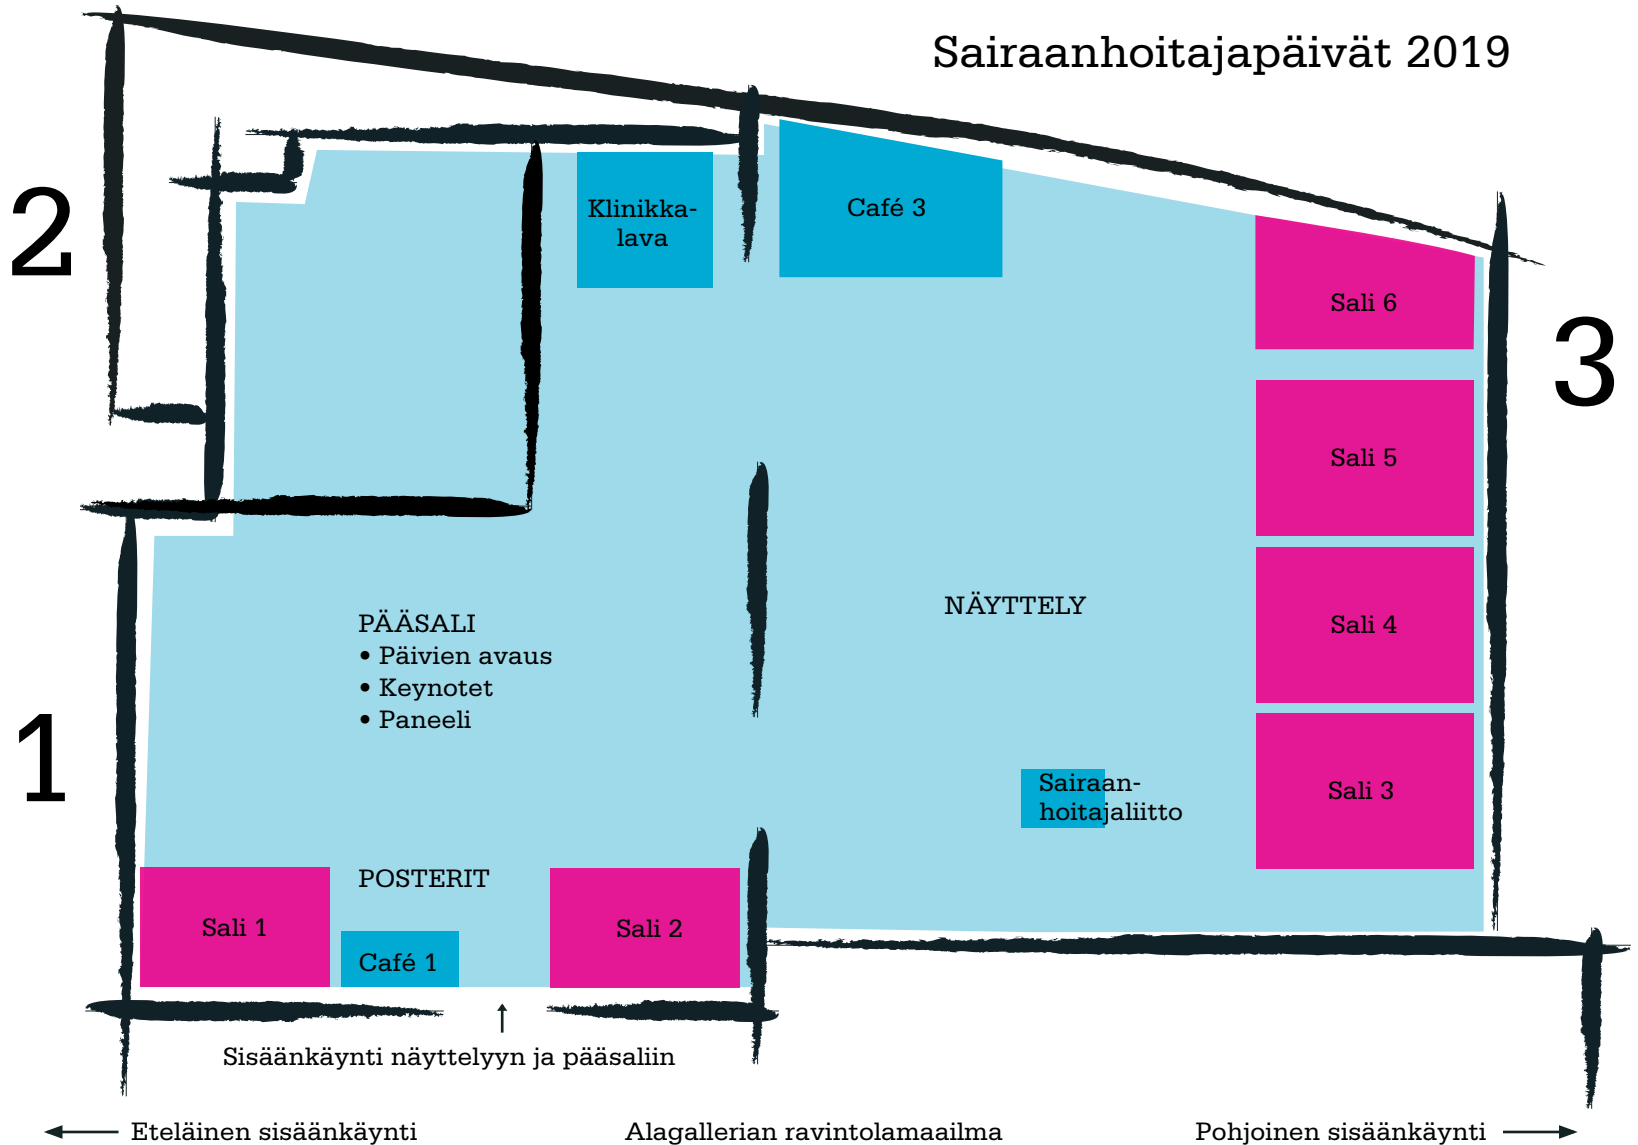 Sairaanhoitajapäivät 2019
2
Klinikka-
lava
Café 3
Sali 6
3
Sali 5
Sali 4
Sali 3
NÄYTTELY
PÄÄSALI
• Päivien avaus
• Keynotet
• Paneeli
1
Sairaan-
hoitajaliitto
POSTERIT
Sali 1
Café 1
Sali 2
Sisäänkäynti näyttelyyn ja pääsaliin
Eteläinen sisäänkäynti
Alagallerian ravintolamaailma
Pohjoinen sisäänkäynti